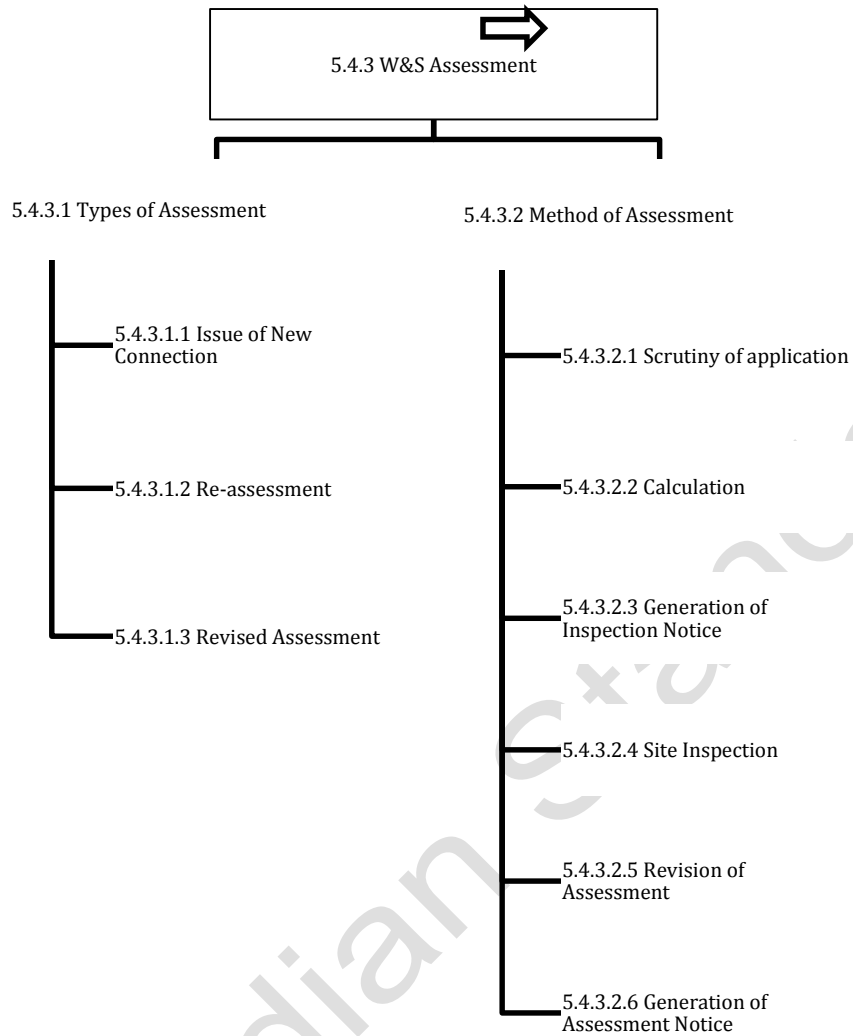 5.4.3 W&S Assessment
5.4.3.1 Types of Assessment
5.4.3.1.1 Issue of New
Connection
5.4.3.1.2 Re-assessment
5.4.3.1.3 Revised Assessment
5.4.3.2 Method of Assessment
5.4.3.2.1 Scrutiny of application
5.4.3.2.2 Calculation
5.4.3.2.3 Generation of
Inspection Notice
5.4.3.2.4 Site Inspection
5.4.3.2.5 Revision of
Assessment
5.4.3.2.6 Generation of
Assessment Notice